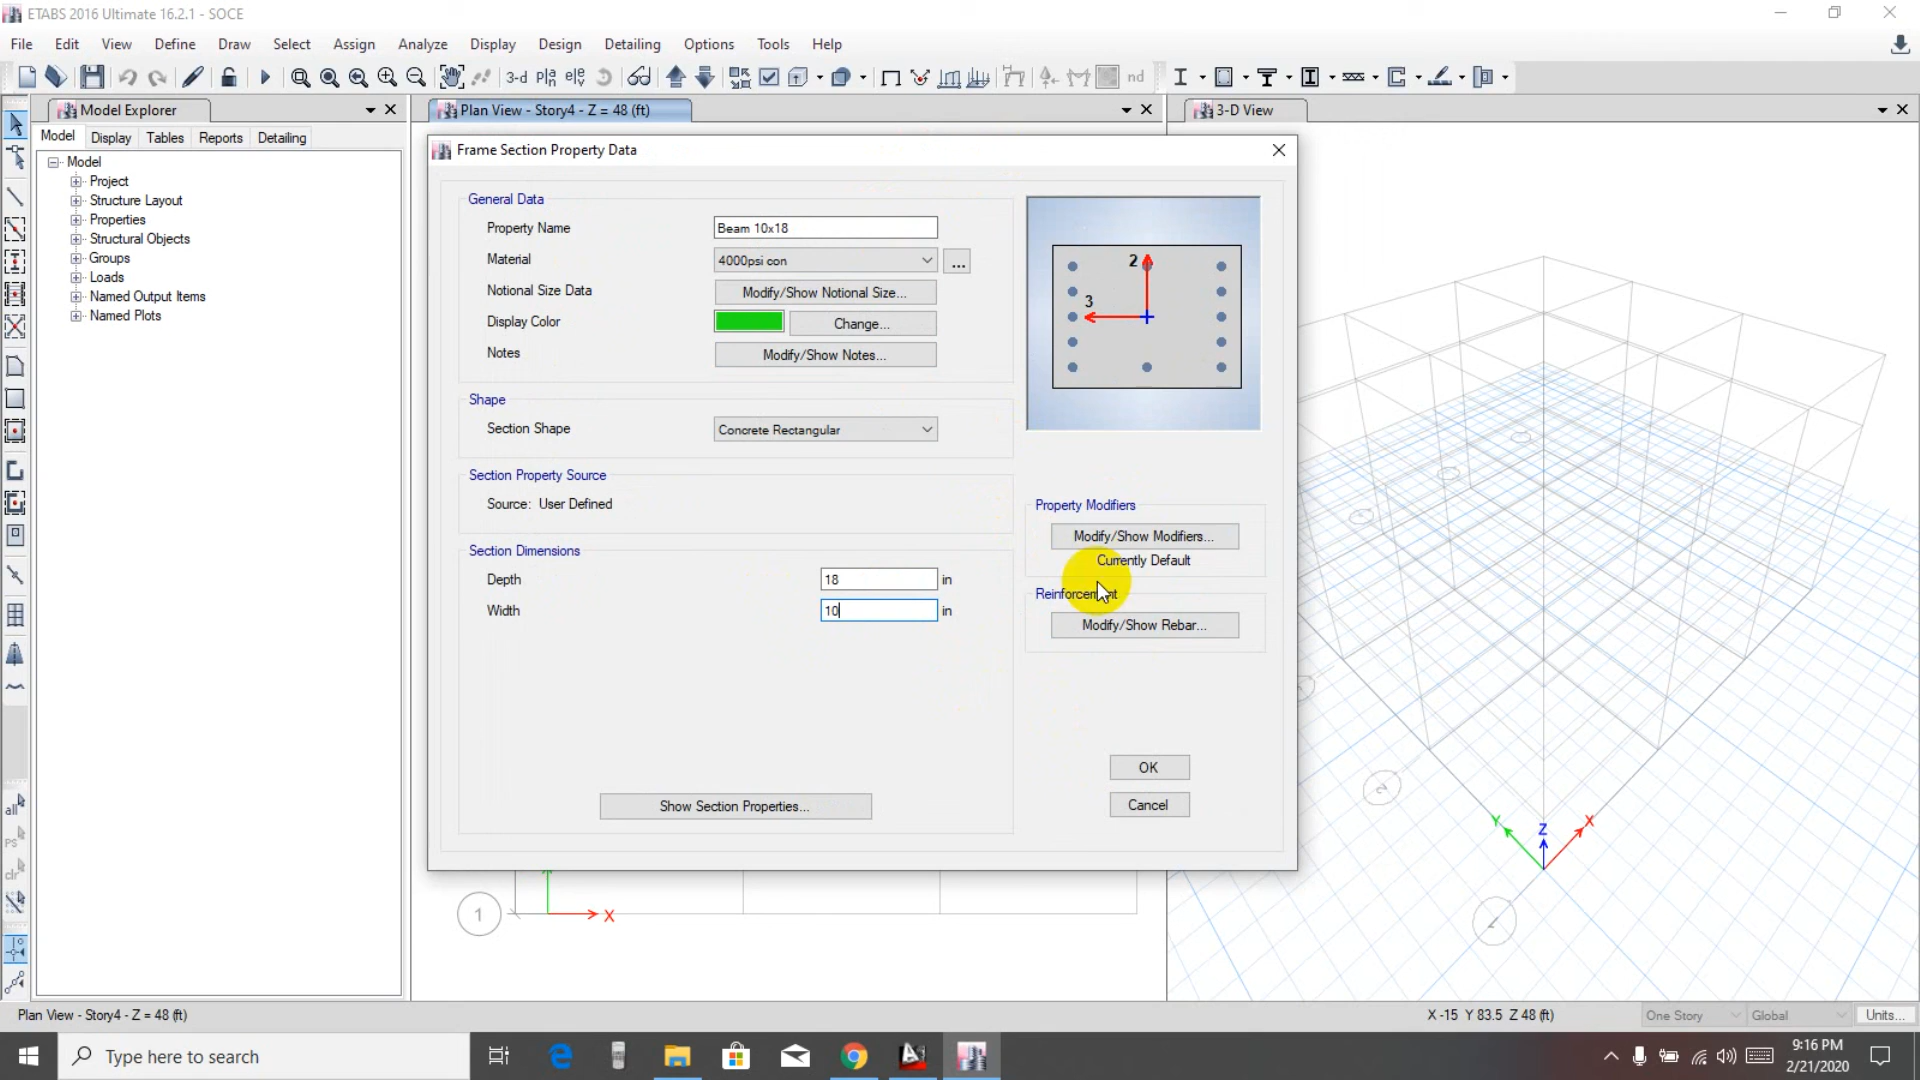 ETABS 2016 Ultimate 16.2.1 - SOCE
File Edit View Define Draw Select Assign Analyze Display Design Detailing Options Tools Help
3-d nd
Model Explorer
Plan View - Story4 - Z = 48 (ft)
3-D View
Model Display Tables Reports Detailing
Model
Project
Structure Layout
Properties
Structural Objects
Groups
Loads
Named Output Items
Named Plots
Frame Section Property Data
General Data
Property Name Beam 10x18
Material 4000psi con ...
Notional Size Data Modify/Show Notional Size...
Display Color Change...
Notes Modify/Show Notes...
2
3
Shape
Section Shape Concrete Rectangular
Section Property Source
Source: User Defined
Section Dimensions
Depth 18 in
Width 10 in
Show Section Properties...
Property Modifiers
Modify/Show Modifiers...
Currently Default
Reinforcement
Modify/Show Rebar...
OK
Cancel
all
ps
clr
1 X
Y Z X
Plan View - Story4 - Z = 48 (ft)
X -15 Y 83.5 Z 48 (ft)
One Story Global Units...
Type here to search
9:16 PM
2/21/2020